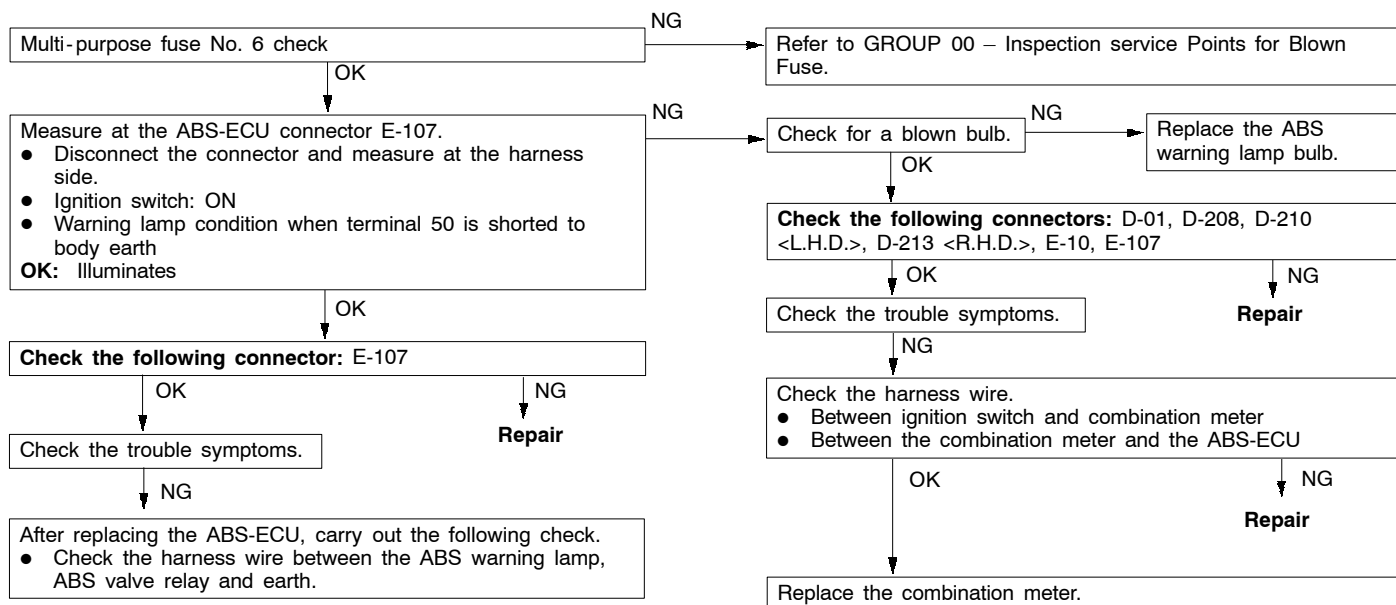 Multi-purpose fuse No. 6 check
NG
Refer to GROUP 00 – Inspection service Points for Blown
Fuse.
OK
Measure at the ABS-ECU connector E-107.
● Disconnect the connector and measure at the harness
side.
● Ignition switch: ON
● Warning lamp condition when terminal 50 is shorted to
body earth
OK: Illuminates
NG
Check for a blown bulb.
NG
Replace the ABS
warning lamp bulb.
OK
Check the following connectors: D-01, D-208, D-210
<L.H.D.>, D-213 <R.H.D.>, E-10, E-107
OK
NG
Repair
Check the trouble symptoms.
NG
Check the harness wire.
● Between ignition switch and combination meter
● Between the combination meter and the ABS-ECU
OK
NG
Repair
Replace the combination meter.
OK
Check the following connector: E-107
OK
NG
Repair
Check the trouble symptoms.
NG
After replacing the ABS-ECU, carry out the following check.
● Check the harness wire between the ABS warning lamp,
ABS valve relay and earth.